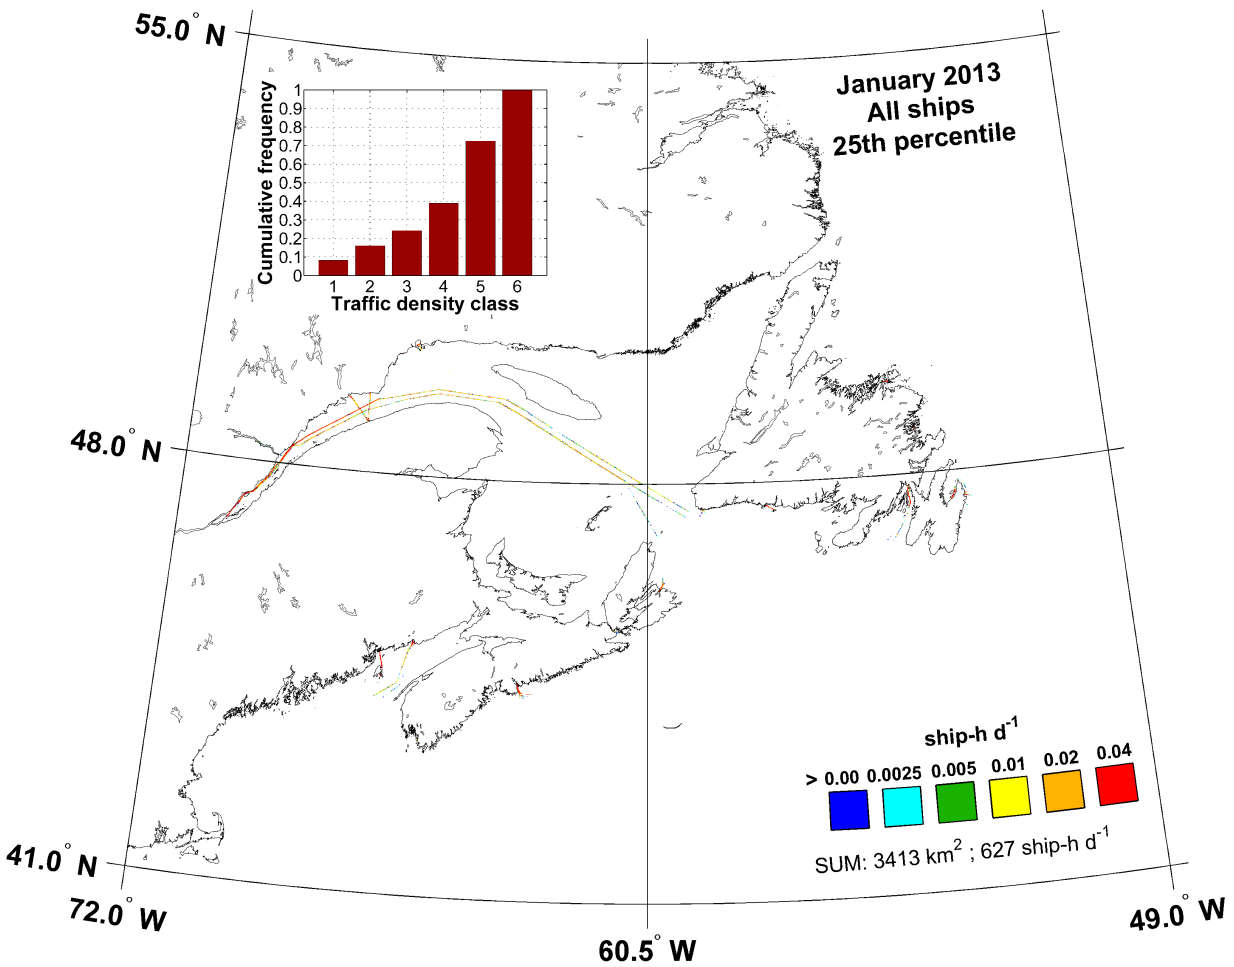 55.0° N
January 2013
All ships
25th percentile
Cumulative frequency
1
0.9
0.8
0.7
0.6
0.5
0.4
0.3
0.2
0.1
0
1 2 3 4 5 6
Traffic density class
48.0° N
ship-h d-1
> 0.00 0.0025 0.005 0.01 0.02 0.04
SUM: 3413 km2 ; 627 ship-h d-1
41.0° N
72.0° W
60.5° W
49.0° W